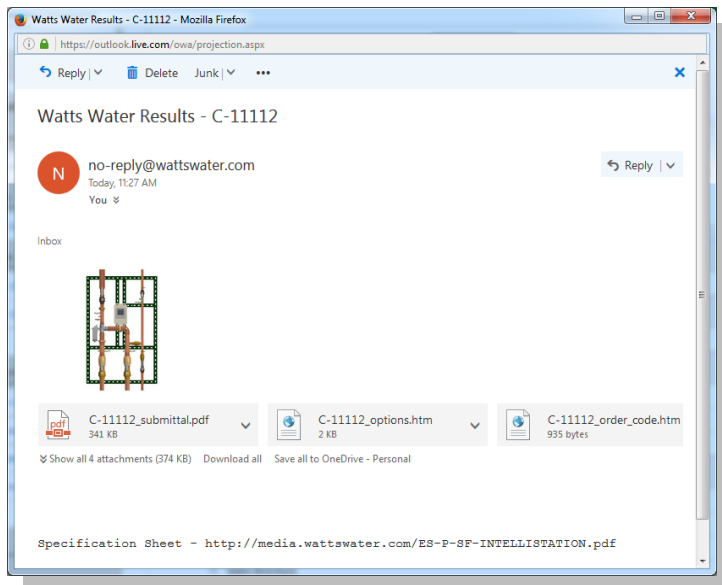 Watts Water Results - C-11112 - Mozilla Firefox
https://outlook.live.com/owa/projection.aspx
Reply Delete Junk
Watts Water Results - C-11112
N
no-reply@wattswater.com
Reply
Today, 11:27 AM
You
Inbox
pdf C-11112_submittal.pdf C-11112_options.htm C-11112_order_code.htm
341 KB 2 KB 935 bytes
Show all 4 attachments (374 KB) Download all Save all to OneDrive - Personal
Specification Sheet - http://media.wattswater.com/ES-P-SF-INTELLISTATION.pdf